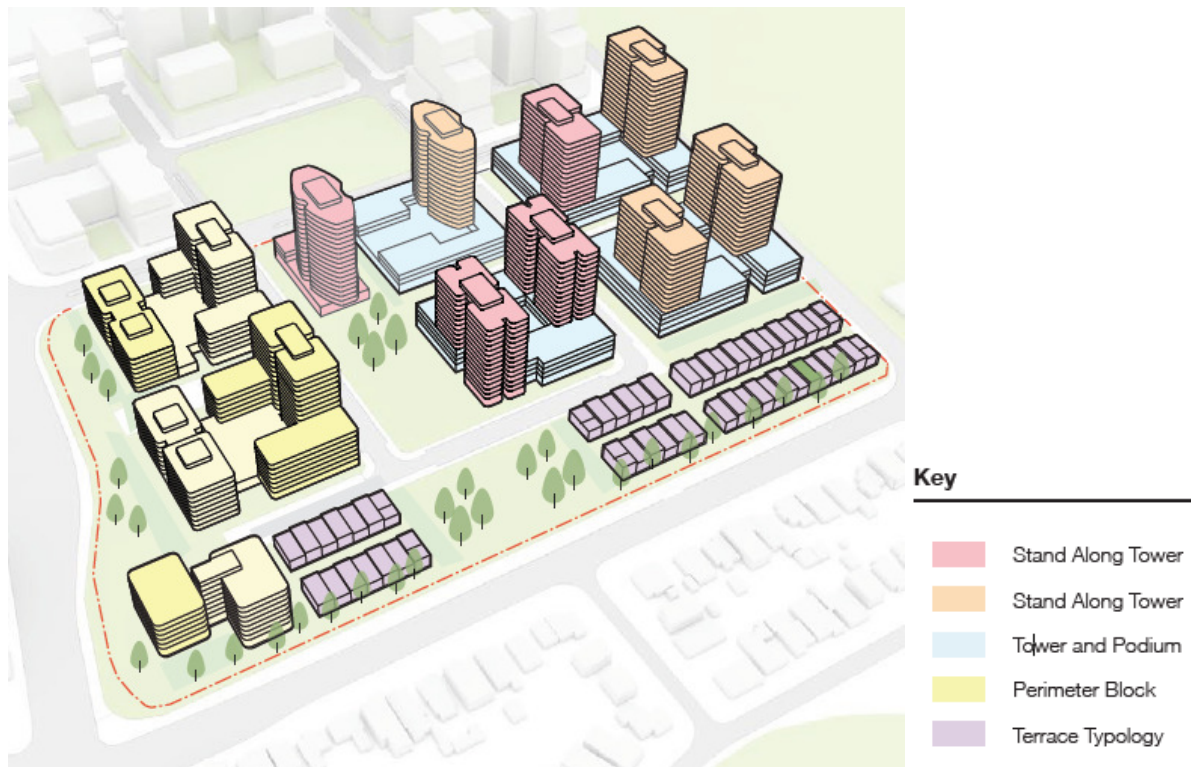 Key
Stand Along Tower
Stand Along Tower
Tower and Podium
Perimeter Block
Terrace Typology